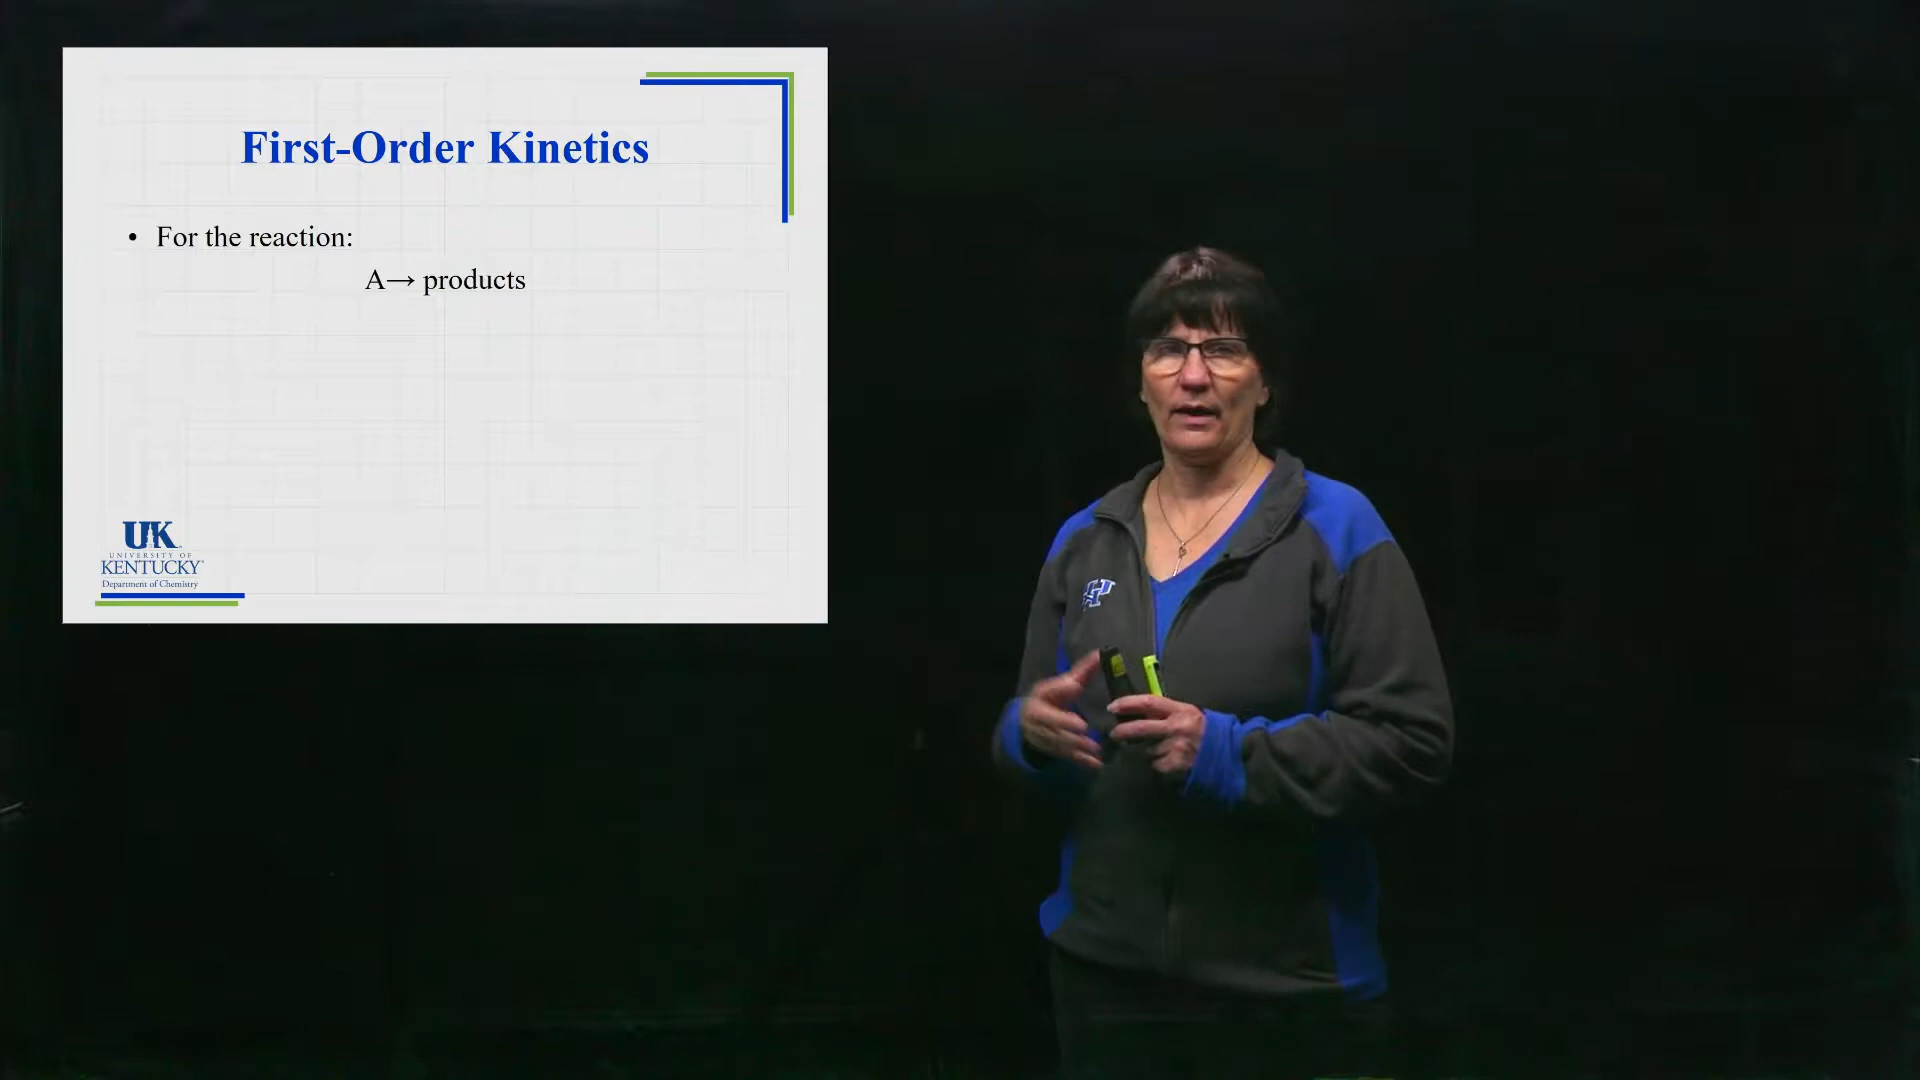 First-Order Kinetics
• For the reaction:
A→ products
UK
UNIVERSITY OF
KENTUCKY
Department of Chemistry